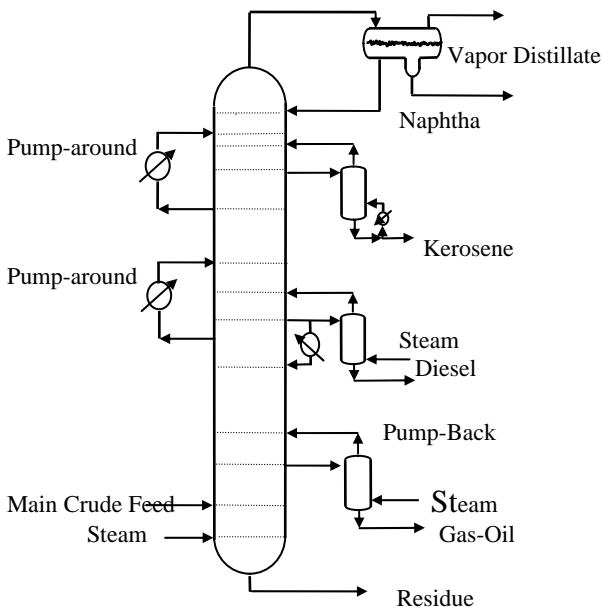 Vapor Distillate
Naphtha
Pump-around
Kerosene
Pump-around
Steam
Diesel
Pump-Back
Main Crude Feed
Steam
Steam
Gas-Oil
Residue